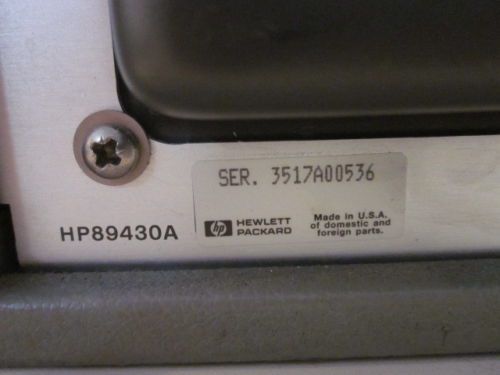 SER. 3517A00536
HP89430A
hp HEWLETT
PACKARD
Made in U.S.A.
of domestic and
foreign parts.